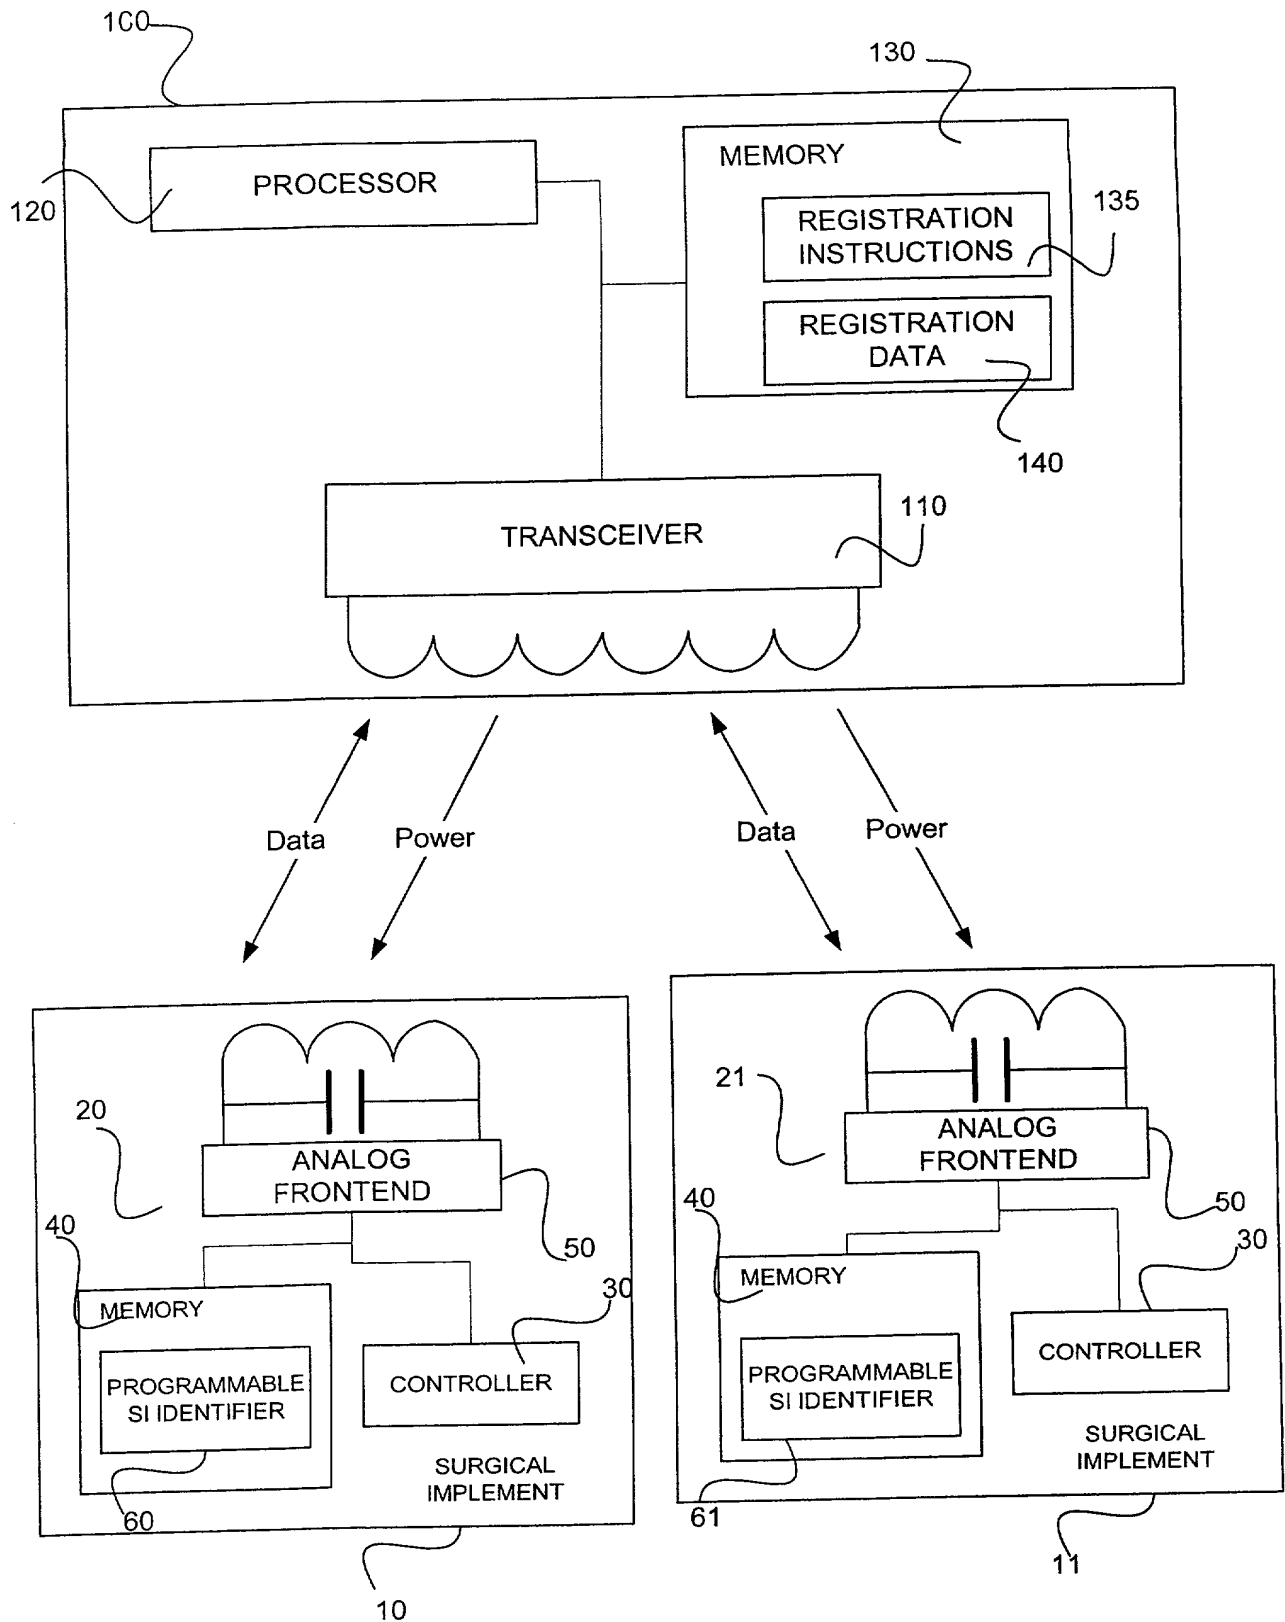 100
130
PROCESSOR
MEMORY
120
REGISTRATION
INSTRUCTIONS
135
REGISTRATION
DATA
140
110
TRANSCEIVER
Data
Power
Data
Power
20
ANALOG
FRONTEND
40
50
30
MEMORY
PROGRAMMABLE
SI IDENTIFIER
CONTROLLER
SURGICAL
IMPLEMENT
60
10
21
ANALOG
FRONTEND
40
50
30
MEMORY
PROGRAMMABLE
SI IDENTIFIER
CONTROLLER
SURGICAL
IMPLEMENT
61
11